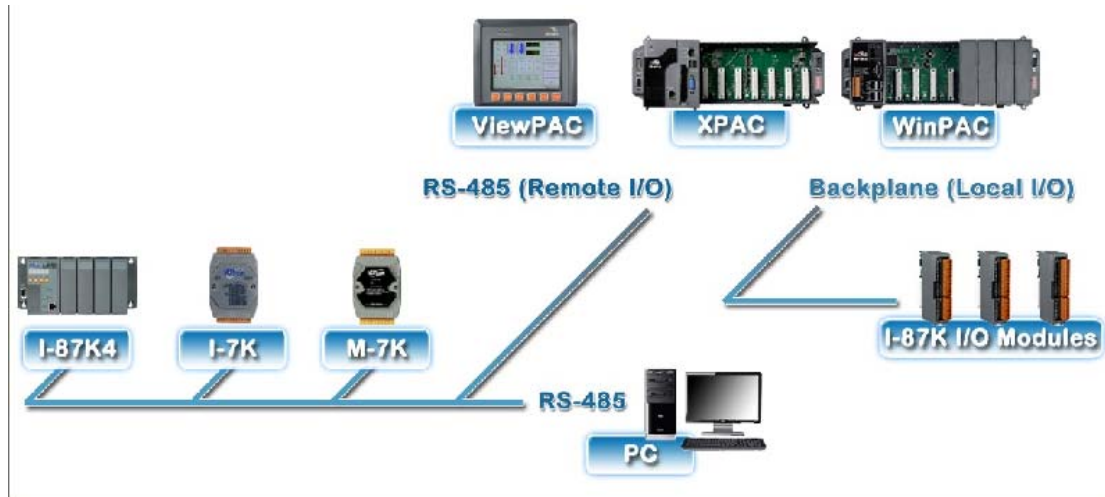 ViewPAC
XPAC
WinPAC
RS-485 (Remote I/O)
Backplane (Local I/O)
I-87K4
I-7K
M-7K
I-87K I/O Modules
RS-485
PC